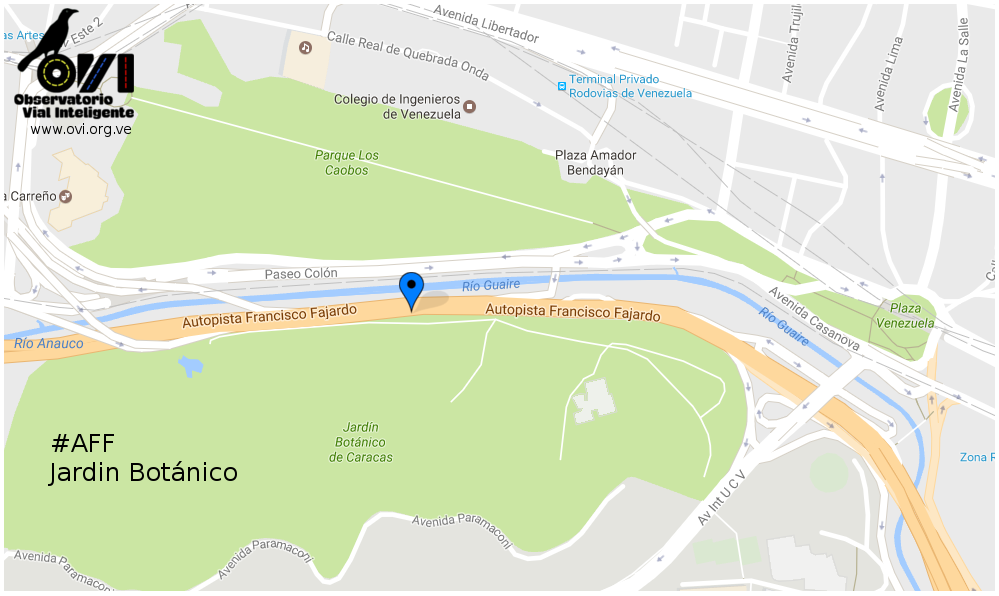 as Artes
Este 2
OVI
Observatorio
Vial Inteligente
www.ovi.org.ve
Avenida Libertador
Calle Real de Quebrada Onda
Avenida Trujil
Avenida Lima
Avenida La Salle
Terminal Privado
Rodovias de Venezuela
Colegio de Ingenieros
de Venezuela
Parque Los
Caobos
Plaza Amador
Bendayán
a Carreño
Paseo Colón
Río Guaire
Autopista Francisco Fajardo
Autopista Francisco Fajardo
Río Anauco
Río Guaire
Avenida Casanova
Plaza
Venezuela
Jardín
Botánico
de Caracas
#AFF
Jardin Botánico
Zona R
Av Int U C V
Avenida Paramaconi
Avenida Paramaconi
Avenida Paramaconi